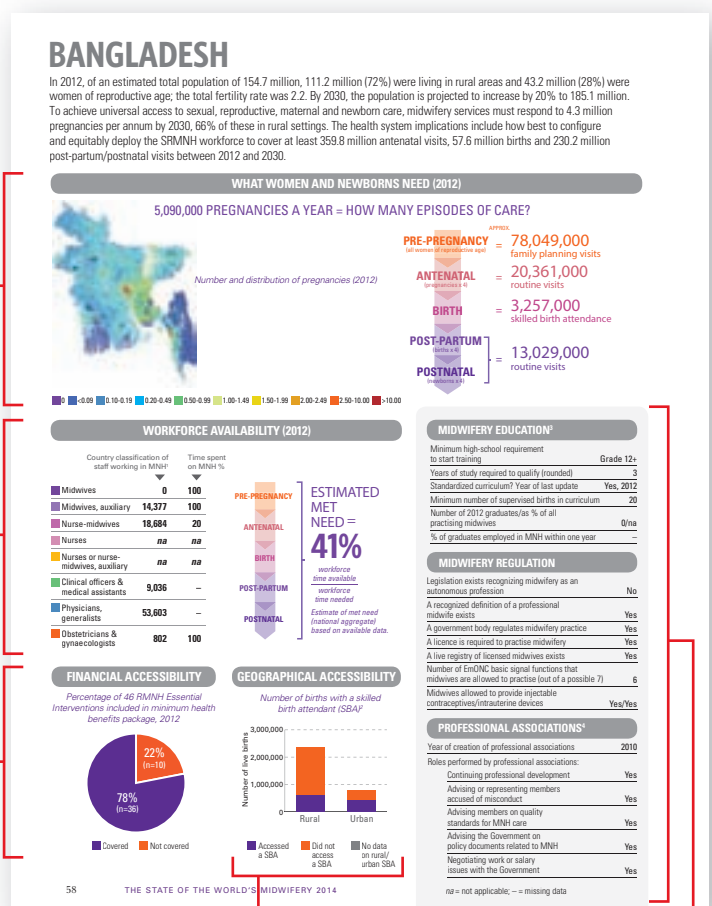 BANGLADESH
In 2012, of an estimated total population of 154.7 million, 111.2 million (72%) were living in rural areas and 43.2 million (28%) were
women of reproductive age; the total fertility rate was 2.2. By 2030, the population is projected to increase by 20% to 185.1 million.
To achieve universal access to sexual, reproductive, maternal and newborn care, midwifery services must respond to 4.3 million
pregnancies per annum by 2030, 66% of these in rural settings. The health system implications include how best to configure
and equitably deploy the SRMNH workforce to cover at least 359.8 million antenatal visits, 57.6 million births and 230.2 million
post-partum/postnatal visits between 2012 and 2030.
WHAT WOMEN AND NEWBORNS NEED (2012)
5,090,000 PREGNANCIES A YEAR = HOW MANY EPISODES OF CARE?
Number and distribution of pregnancies (2012)
APPROX.
PRE-PREGNANCY = 78,049,000
(all women of reproductive age) family planning visits
ANTENATAL = 20,361,000
(pregnancies x 4) routine visits
BIRTH = 3,257,000
skilled birth attendance
POST-PARTUM
(births x 4)
= 13,029,000
routine visits
POSTNATAL
(newborns x 4)
0 <0.09 0.10-0.19 0.20-0.49 0.50-0.99 1.00-1.49 1.50-1.99 2.00-2.49 2.50-10.00 >10.00
WORKFORCE AVAILABILITY (2012)
Country classification of staff working in MNH¹
Time spent on MNH %
Midwives 0 100
Midwives, auxiliary 14,377 100
Nurse-midwives 18,684 20
Nurses na na
Nurses or nurse-
midwives, auxiliary na na
Clinical officers &
medical assistants 9,036 –
Physicians,
generalists 53,603 –
Obstetricians &
gynaecologists 802 100
PRE-PREGNANCY
ANTENATAL
BIRTH
POST-PARTUM
POSTNATAL
ESTIMATED
MET
NEED =
41%
workforce
time available
workforce
time needed
Estimate of met need
(national aggregate)
based on available data.
FINANCIAL ACCESSIBILITY
Percentage of 46 RMNH Essential
Interventions included in minimum health
benefits package, 2012
22%
(n=10)
78%
(n=36)
Covered Not covered
GEOGRAPHICAL ACCESSIBILITY
Number of births with a skilled
birth attendant (SBA)²
Number of live births
3,000,000
2,000,000
1,000,000
0
Rural Urban
Accessed
a SBA
Did not
access
a SBA
No data
on rural/
urban SBA
MIDWIFERY EDUCATION³
Minimum high-school requirement
to start training Grade 12+
Years of study required to qualify (rounded) 3
Standardized curriculum? Year of last update Yes, 2012
Minimum number of supervised births in curriculum 20
Number of 2012 graduates/as % of all
practising midwives 0/na
% of graduates employed in MNH within one year –
MIDWIFERY REGULATION
Legislation exists recognizing midwifery as an
autonomous profession No
A recognized definition of a professional
midwife exists Yes
A government body regulates midwifery practice Yes
A licence is required to practise midwifery Yes
A live registry of licensed midwives exists Yes
Number of EmONC basic signal functions that
midwives are allowed to practise (out of a possible 7) 6
Midwives allowed to provide injectable
contraceptives/intrauterine devices Yes/Yes
PROFESSIONAL ASSOCIATIONS⁴
Year of creation of professional associations 2010
Roles performed by professional associations:
Continuing professional development Yes
Advising or representing members
accused of misconduct Yes
Advising members on quality
standards for MNH care Yes
Advising the Government on
policy documents related to MNH Yes
Negotiating work or salary
issues with the Government Yes
na = not applicable; – = missing data
58 THE STATE OF THE WORLD'S MIDWIFERY 2014